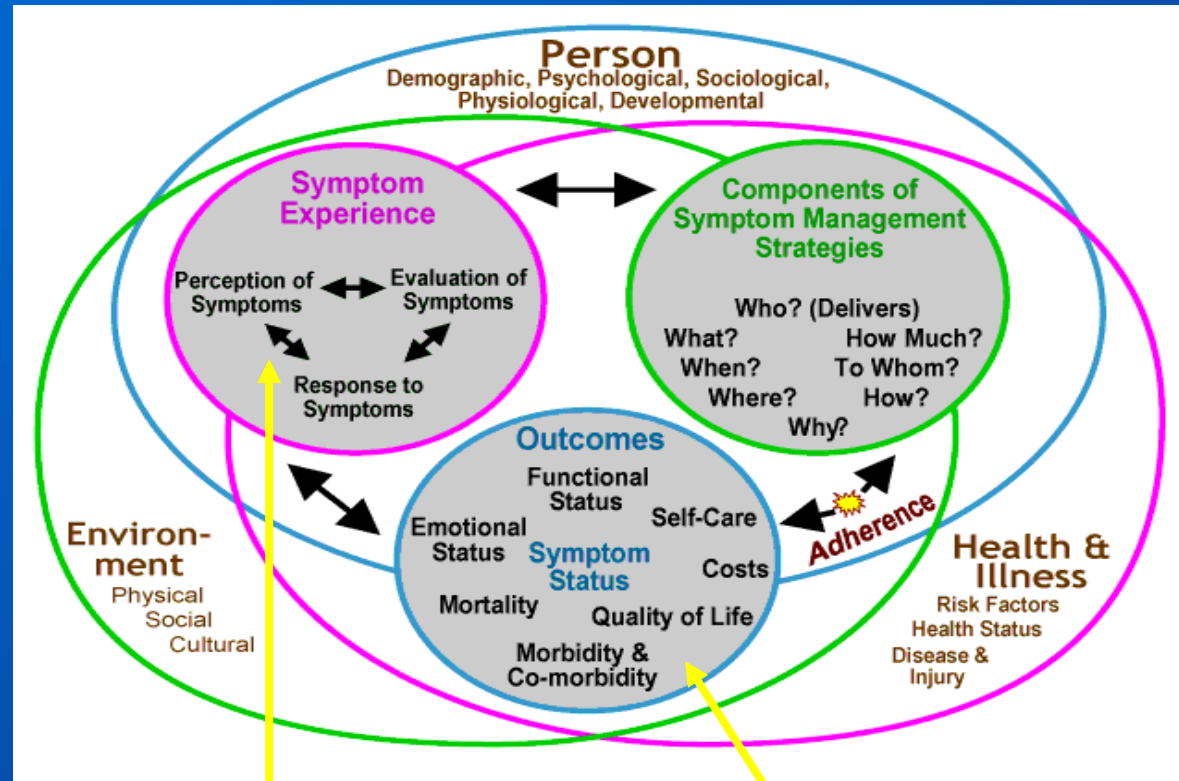 Person
Demographic, Psychological, Sociological,
Physiological, Developmental
Symptom
Experience
Perception of
Symptoms
Evaluation of
Symptoms
Response to
Symptoms
Components of
Symptom Management
Strategies
Who? (Delivers)
What?
How Much?
When?
To Whom?
Where?
How?
Why?
Outcomes
Functional
Status
Emotional
Status
Self-Care
Symptom
Status
Costs
Mortality
Quality of Life
Morbidity &
Co-morbidity
Adherence
Environ-
ment
Physical
Social
Cultural
Health &
Illness
Risk Factors
Health Status
Disease &
Injury